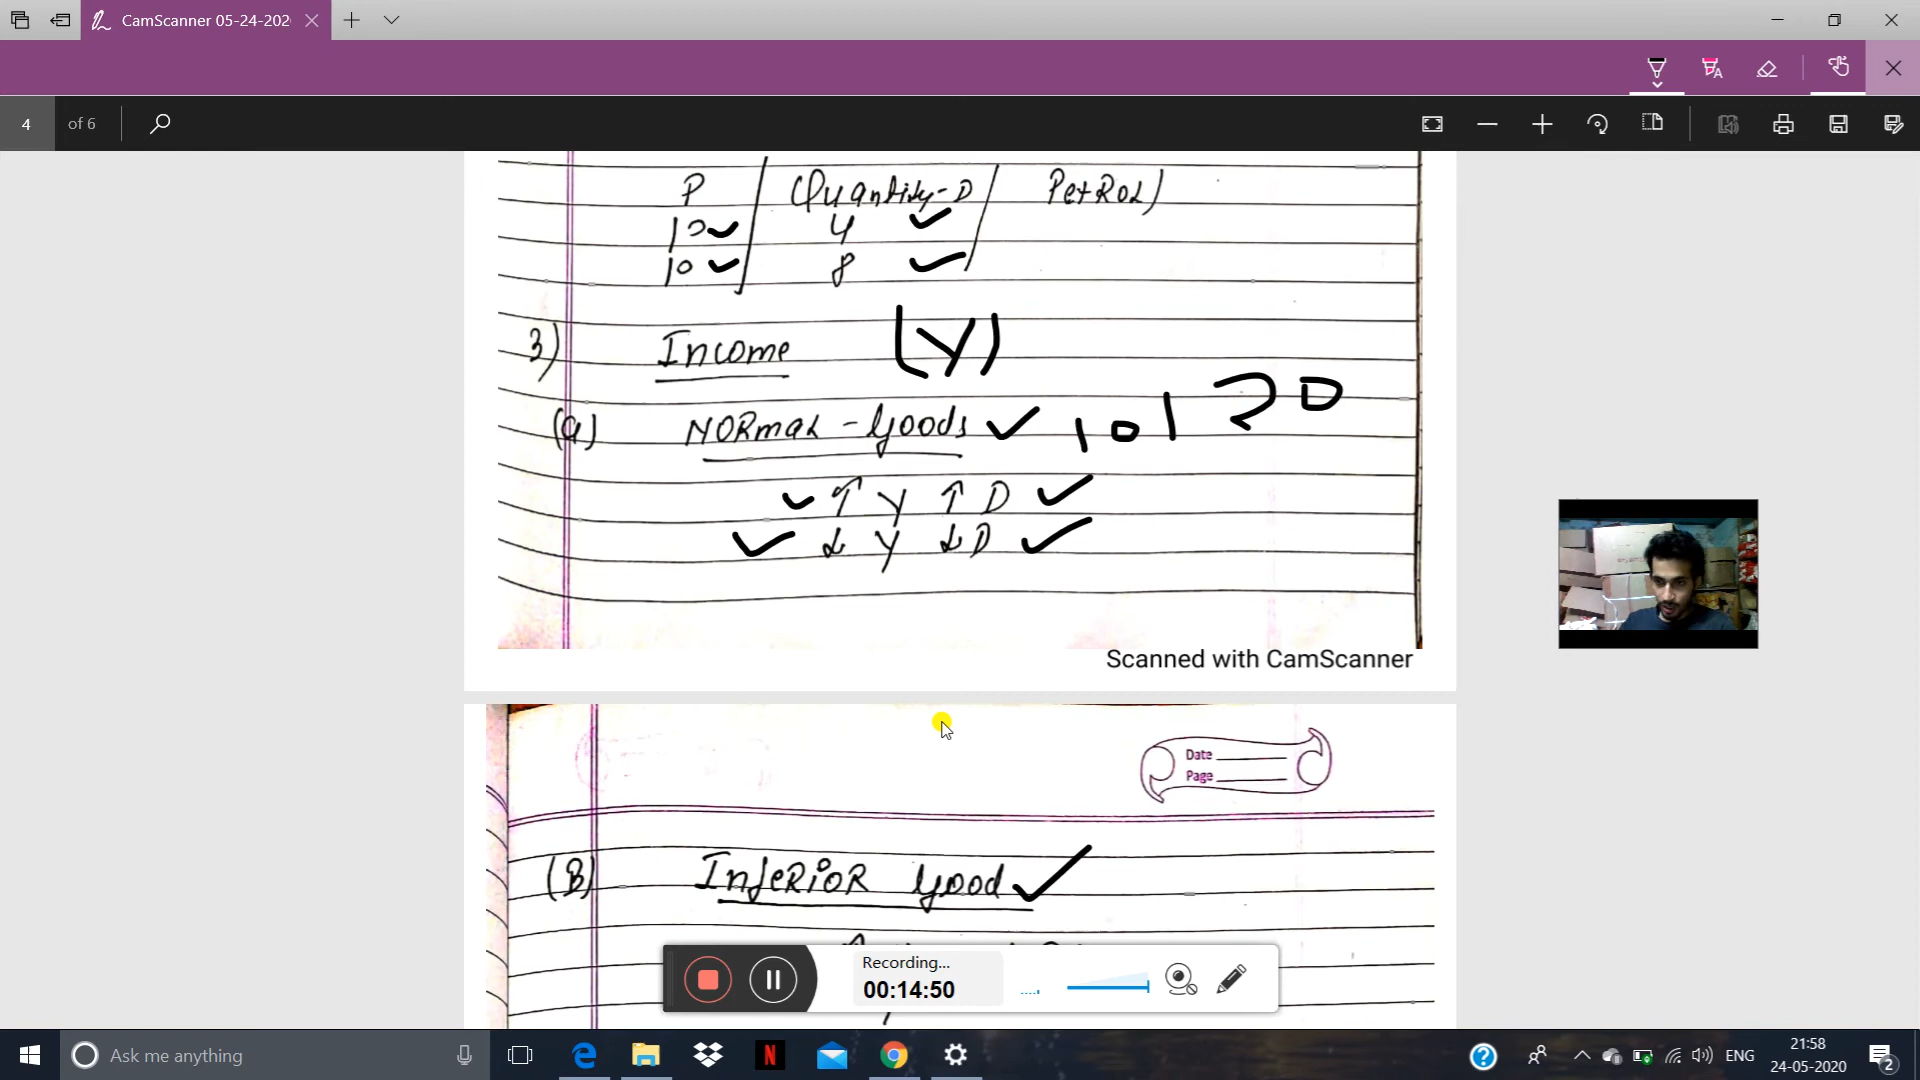 CamScanner 05-24-202
4 of 6
P (Quantity-D PetRoL)
10 4
10 8
3) Income (Y)
(a) NORmaL - Goods 10 | 20
↑ Y ↑ D
↓ Y ↓ D
Scanned with CamScanner
Date
Page
(B) InfeRioR Good
Recording...
00:14:50
Ask me anything
ENG
21:58
24-05-2020
2